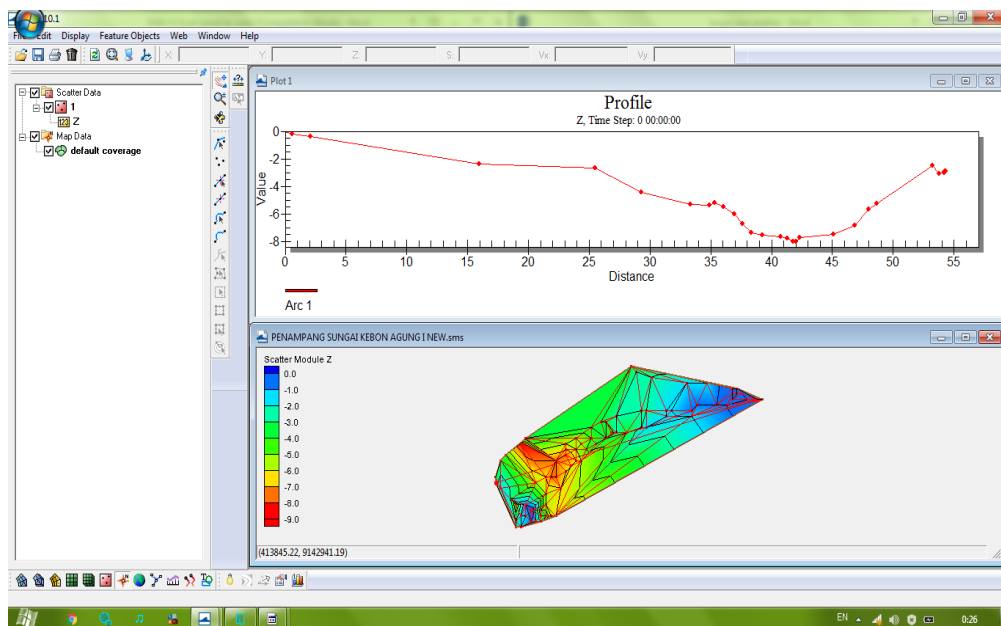 10.1
File Edit Display Feature Objects Web Window Help
X: Y: Z: S: Vx: Vy:
Scatter Data
1
Z
Map Data
default coverage
Plot 1
Profile
Z, Time Step: 0 00:00:00
0
-2
-4
-6
-8
Value
0 5 10 15 20 25 30 35 40 45 50 55
Distance
Arc 1
PENAMPANG SUNGAI KEBON AGUNG I NEW.sms
Scatter Module Z
0.0
-1.0
-2.0
-3.0
-4.0
-5.0
-6.0
-7.0
-8.0
-9.0
(413845.22, 9142941.19)
EN 0:26